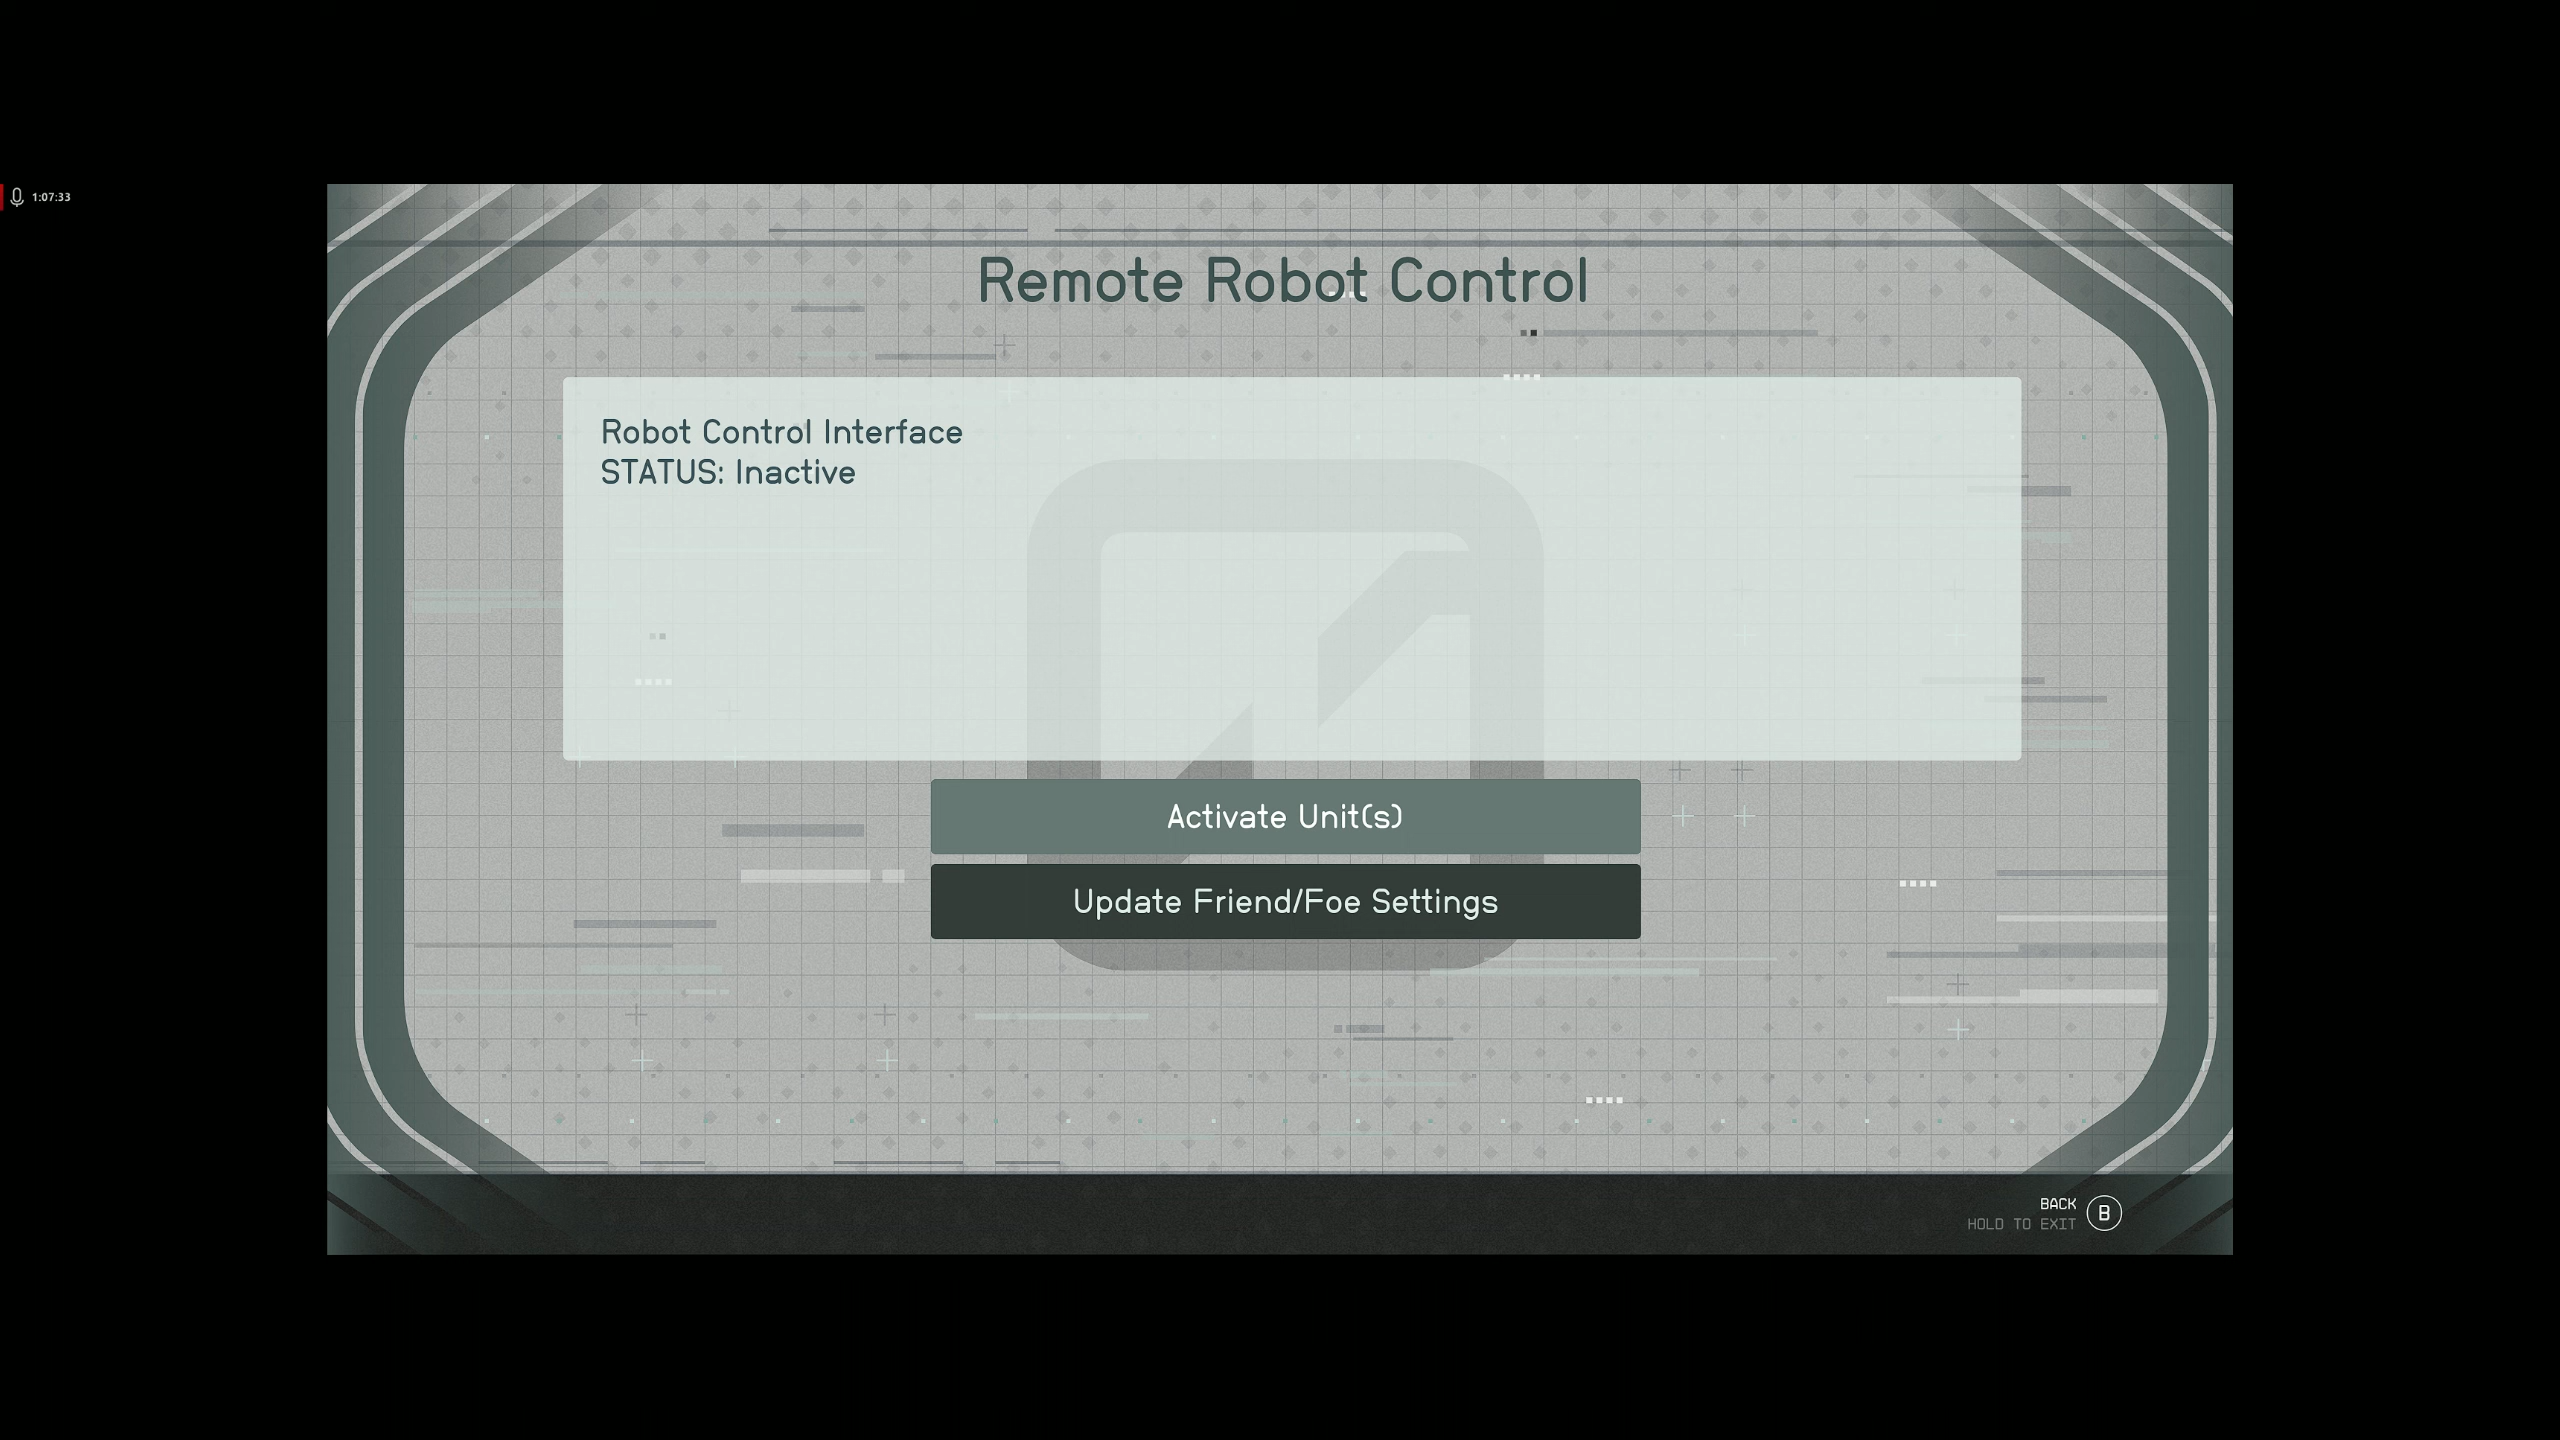 1:07:33
Remote Robot Control
Robot Control Interface
STATUS: Inactive
Activate Unit(s)
Update Friend/Foe Settings
BACK
HOLD TO EXIT
B